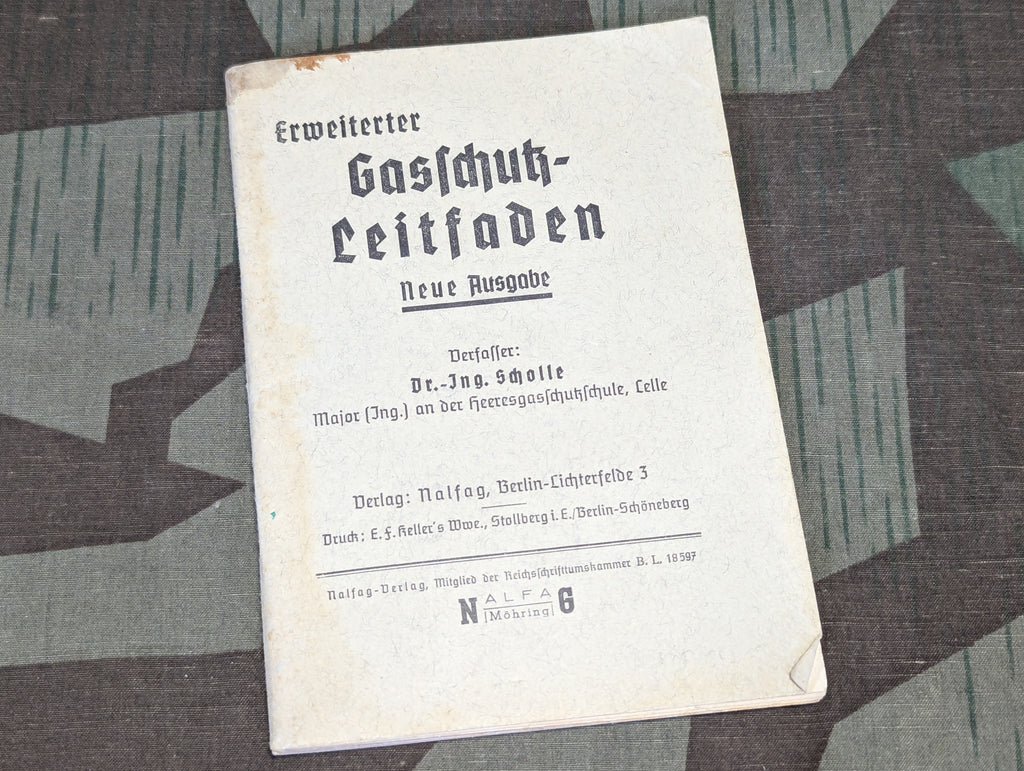 Erweiterter
Gasſchutz-
Leitfaden
Neue Ausgabe
Verfaſſer:
Dr.-Ing. Scholle
Major (Ing.) an der Heeresgasſchutzſchule, Celle
Verlag: Nalfag, Berlin-Lichterfelde 3
Druck: E. F. Keller's Wwe., Stollberg i. E./Berlin-Schöneberg
Nalfag-Verlag, Mitglied der Reichsſchrifttumskammer B. L. 18597
NALFAG
Möhring